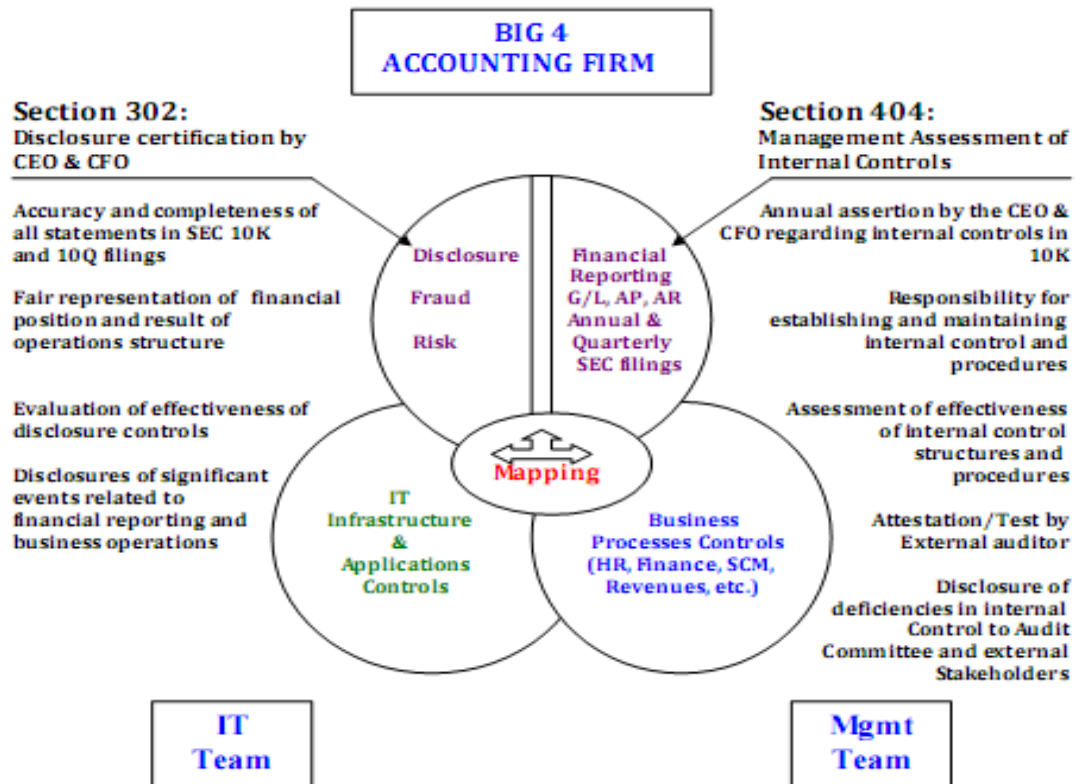 BIG 4
ACCOUNTING FIRM
Section 302:
Disclosure certification by
CEO & CFO
Accuracy and completeness of
all statements in SEC 10K
and 10Q filings
Fair representation of financial
position and result of
operations structure
Evaluation of effectiveness of
disclosure controls
Disclosures of significant
events related to
financial reporting and
business operations
Section 404:
Management Assessment of
Internal Controls
Annual assertion by the CEO &
CFO regarding internal controls in
10K
Responsibility for
establishing and maintaining
internal control and
procedures
Assessment of effectiveness
of internal control
structures and
procedures
Attestation/Test by
External auditor
Disclosure of
deficiencies in internal
Control to Audit
Committee and external
Stakeholders
Disclosure
Fraud
Risk
Financial
Reporting
G/L, AP, AR
Annual &
Quarterly
SEC filings
Mapping
IT
Infrastructure
&
Applications
Controls
Business
Processes Controls
(HR, Finance, SCM,
Revenues, etc.)
IT
Team
Mgmt
Team